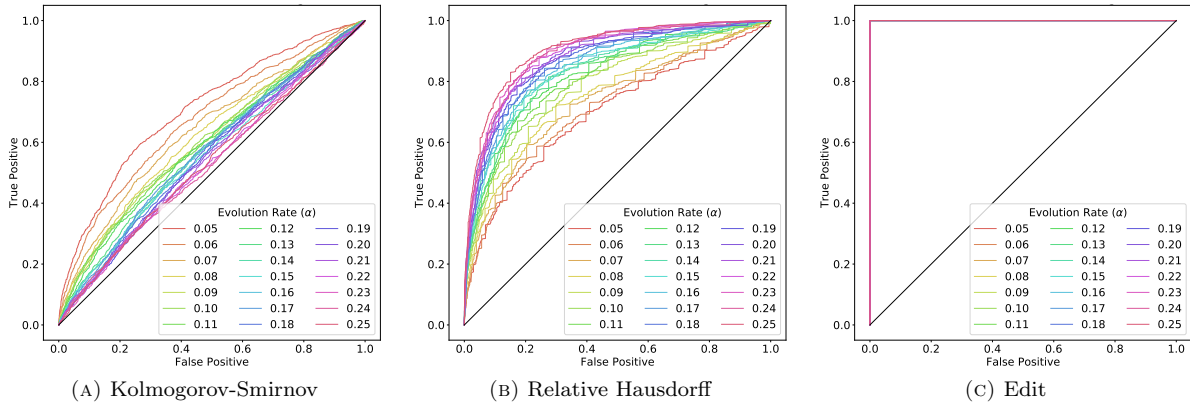 1.0
0.8
0.6
0.4
0.2
0.0
True Positive
Evolution Rate (α)
0.05 0.12 0.19
0.06 0.13 0.20
0.07 0.14 0.21
0.08 0.15 0.22
0.09 0.16 0.23
0.10 0.17 0.24
0.11 0.18 0.25
0.0 0.2 0.4 0.6 0.8 1.0
False Positive
(A) Kolmogorov-Smirnov
1.0
0.8
0.6
0.4
0.2
0.0
True Positive
Evolution Rate (α)
0.05 0.12 0.19
0.06 0.13 0.20
0.07 0.14 0.21
0.08 0.15 0.22
0.09 0.16 0.23
0.10 0.17 0.24
0.11 0.18 0.25
0.0 0.2 0.4 0.6 0.8 1.0
False Positive
(B) Relative Hausdorff
1.0
0.8
0.6
0.4
0.2
0.0
True Positive
Evolution Rate (α)
0.05 0.12 0.19
0.06 0.13 0.20
0.07 0.14 0.21
0.08 0.15 0.22
0.09 0.16 0.23
0.10 0.17 0.24
0.11 0.18 0.25
0.0 0.2 0.4 0.6 0.8 1.0
False Positive
(C) Edit